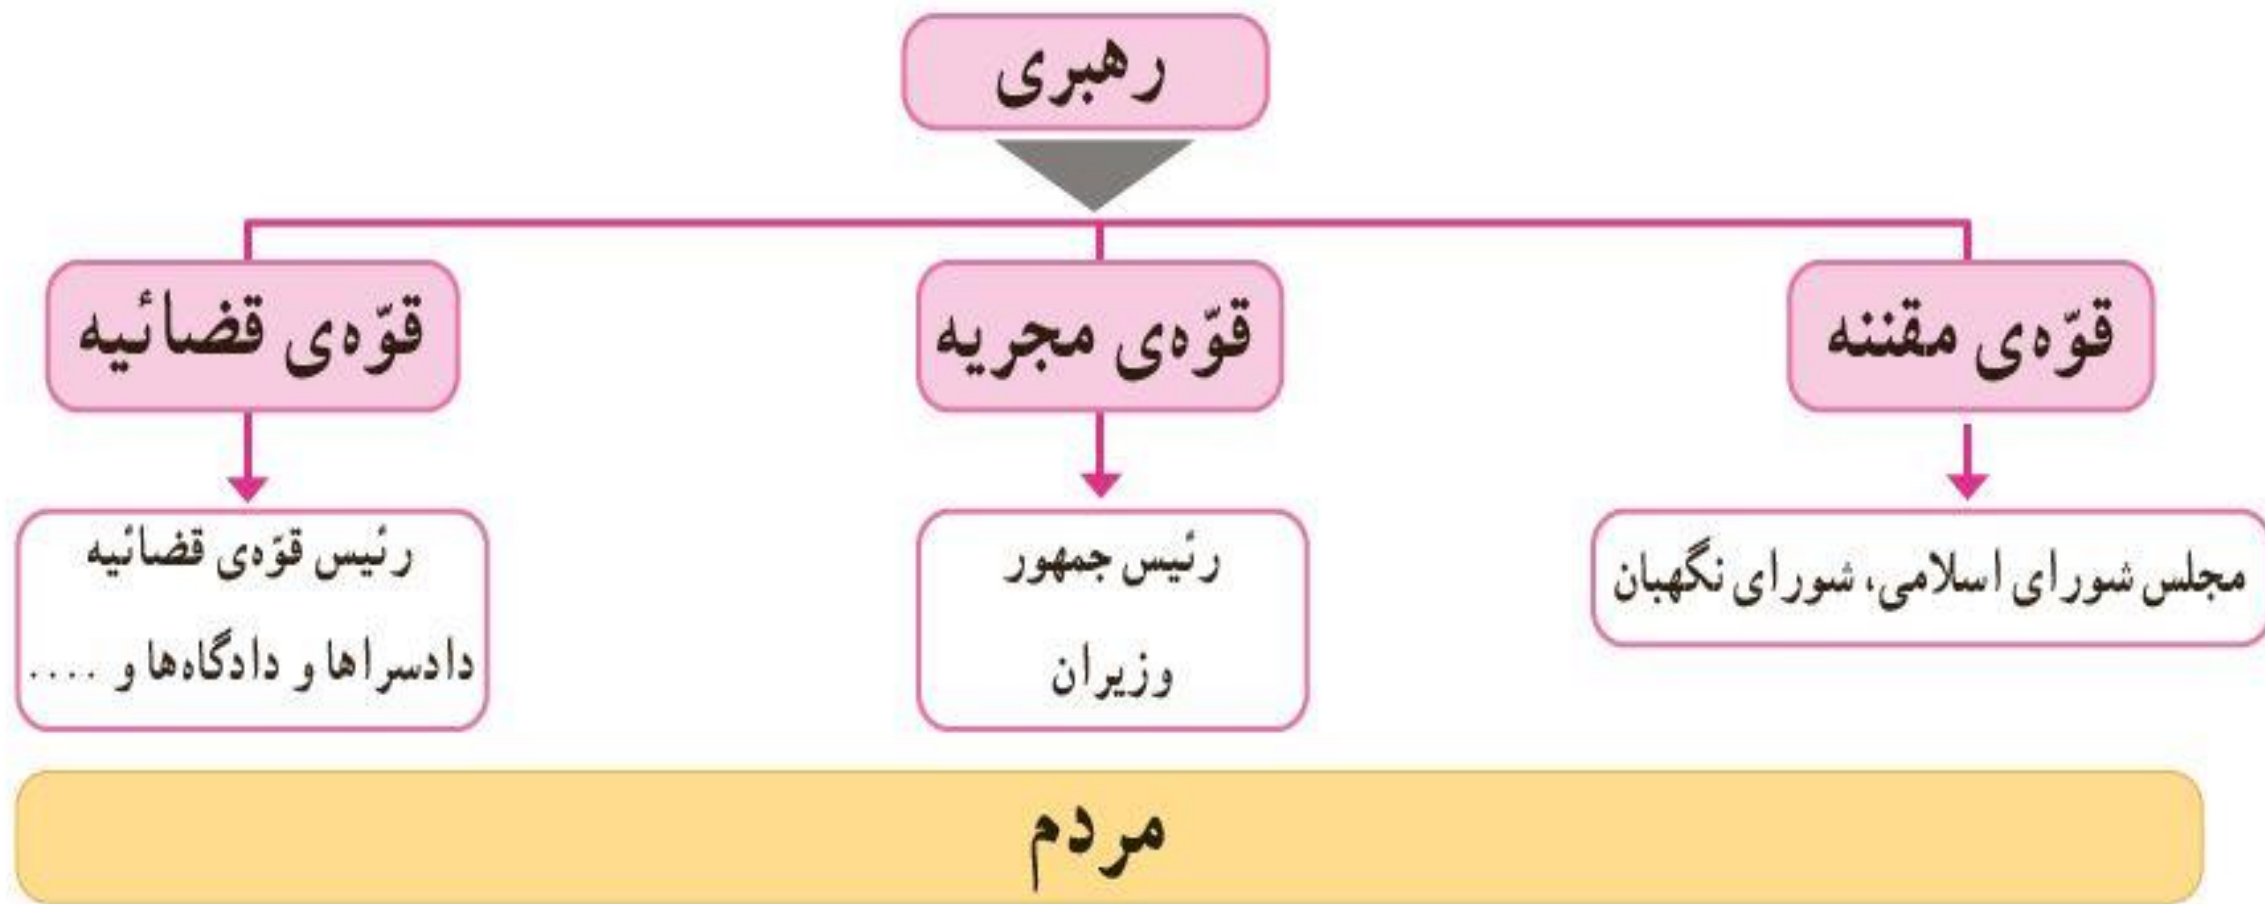 رهبری
قوّه‌ی مقننه
قوّه‌ی مجریه
قوّه‌ی قضائیه
مجلس شورای اسلامی، شورای نگهبان
رئیس جمهور
وزیران
رئیس قوّه‌ی قضائیه
دادسراها و دادگاه‌ها و ....
مردم